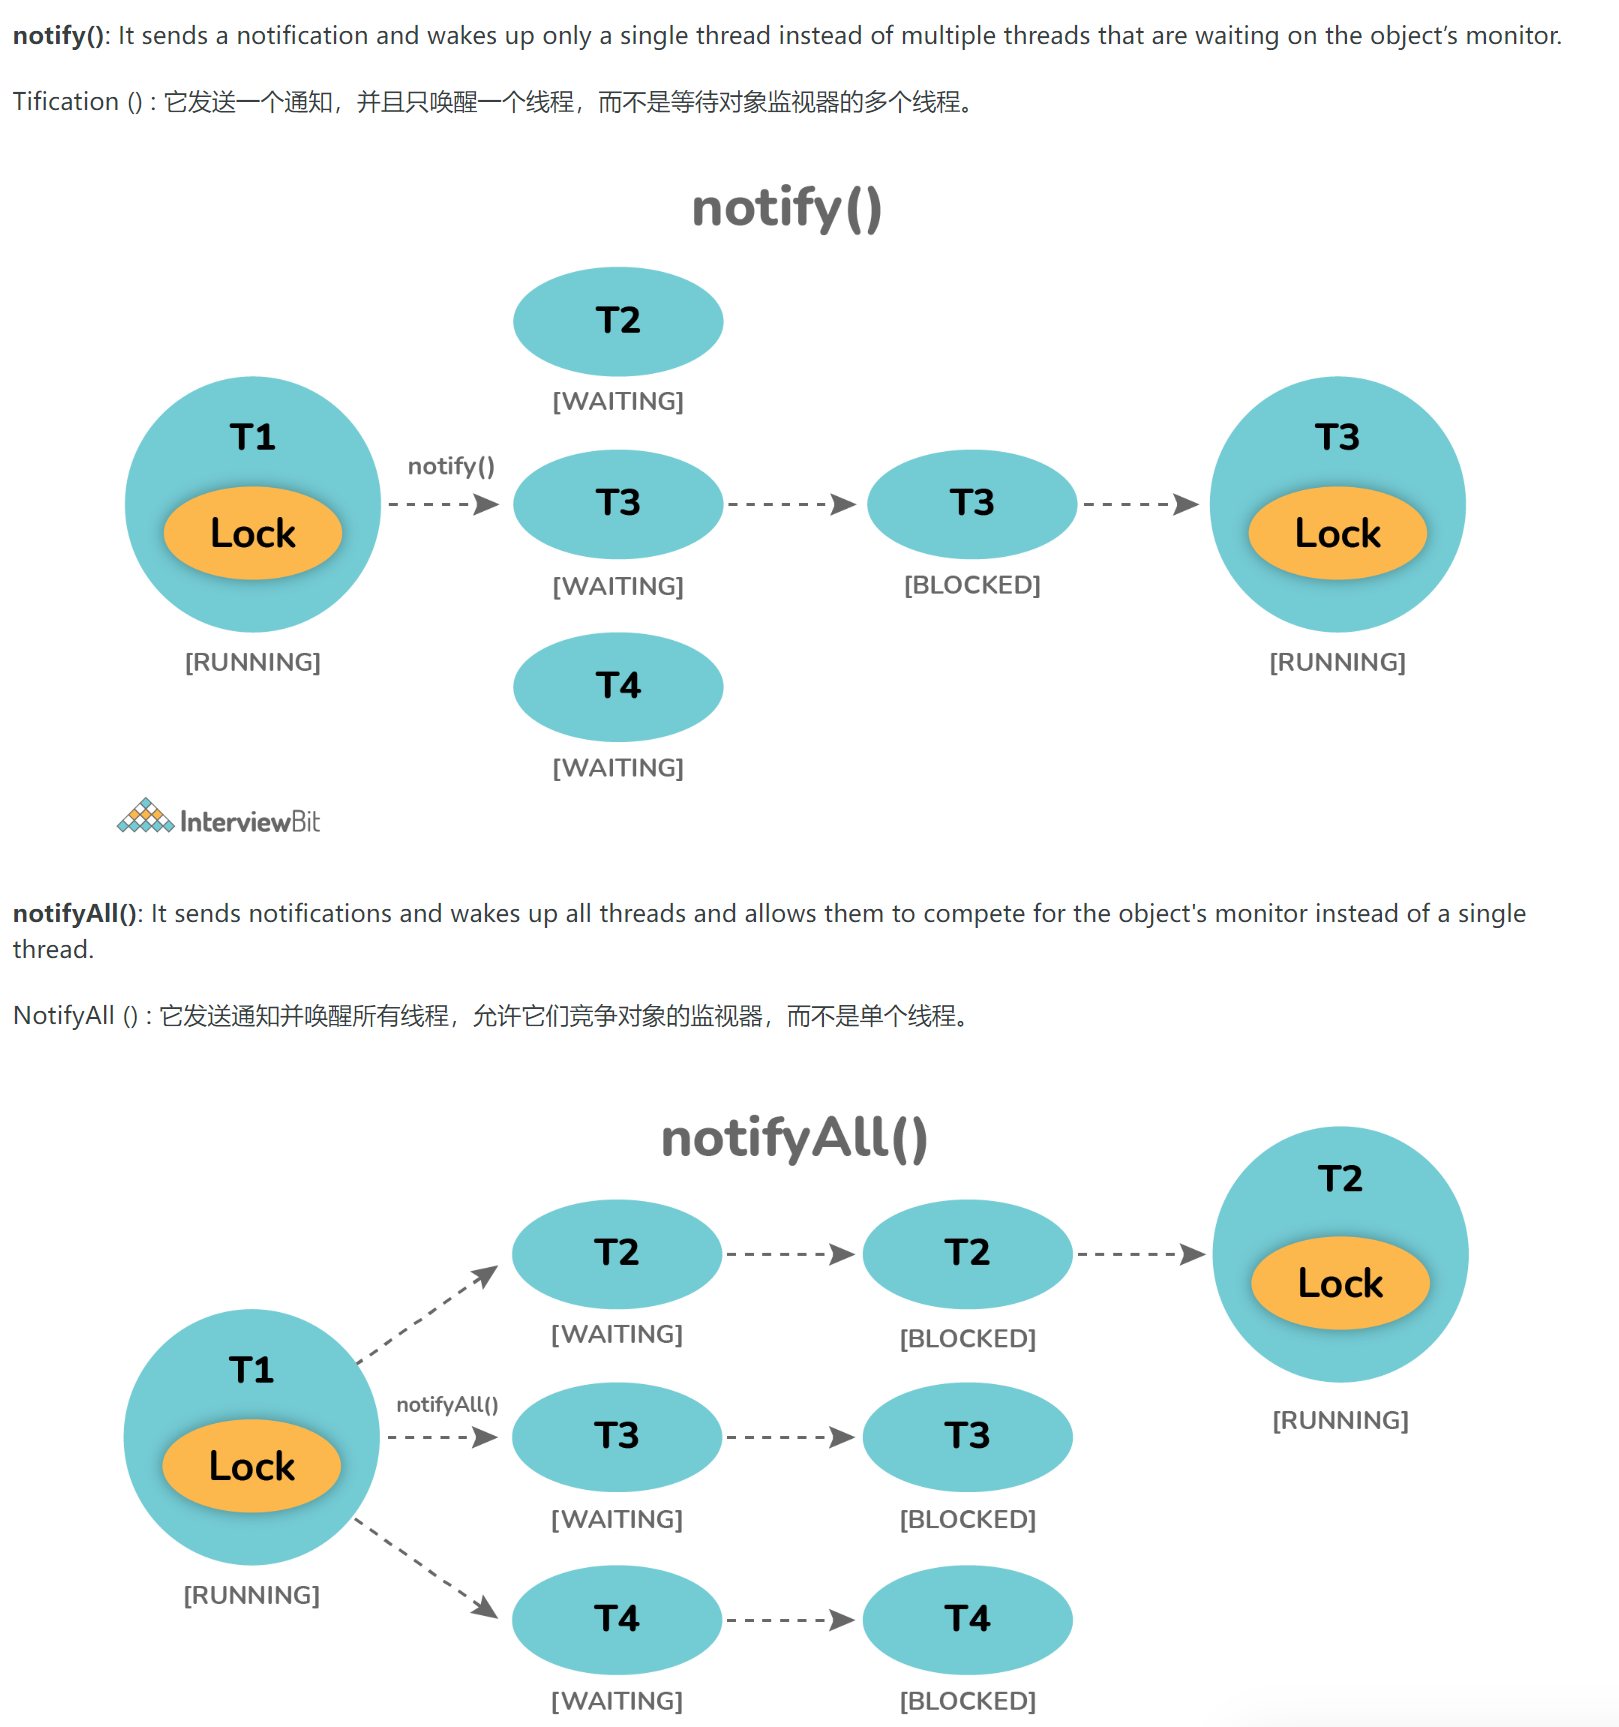 notify(): It sends a notification and wakes up only a single thread instead of multiple threads that are waiting on the object’s monitor.
Tification () : 它发送一个通知，并且只唤醒一个线程，而不是等待对象监视器的多个线程。
notify()
T2
[WAITING]
T1
Lock
[RUNNING]
notify()
T3
[WAITING]
T3
[BLOCKED]
T3
Lock
[RUNNING]
T4
[WAITING]
InterviewBit
notifyAll(): It sends notifications and wakes up all threads and allows them to compete for the object's monitor instead of a single
thread.
NotifyAll () : 它发送通知并唤醒所有线程，允许它们竞争对象的监视器，而不是单个线程。
notifyAll()
T2
[WAITING]
T2
[BLOCKED]
T2
Lock
[RUNNING]
T1
Lock
[RUNNING]
notifyAll()
T3
[WAITING]
T3
[BLOCKED]
T4
[WAITING]
T4
[BLOCKED]